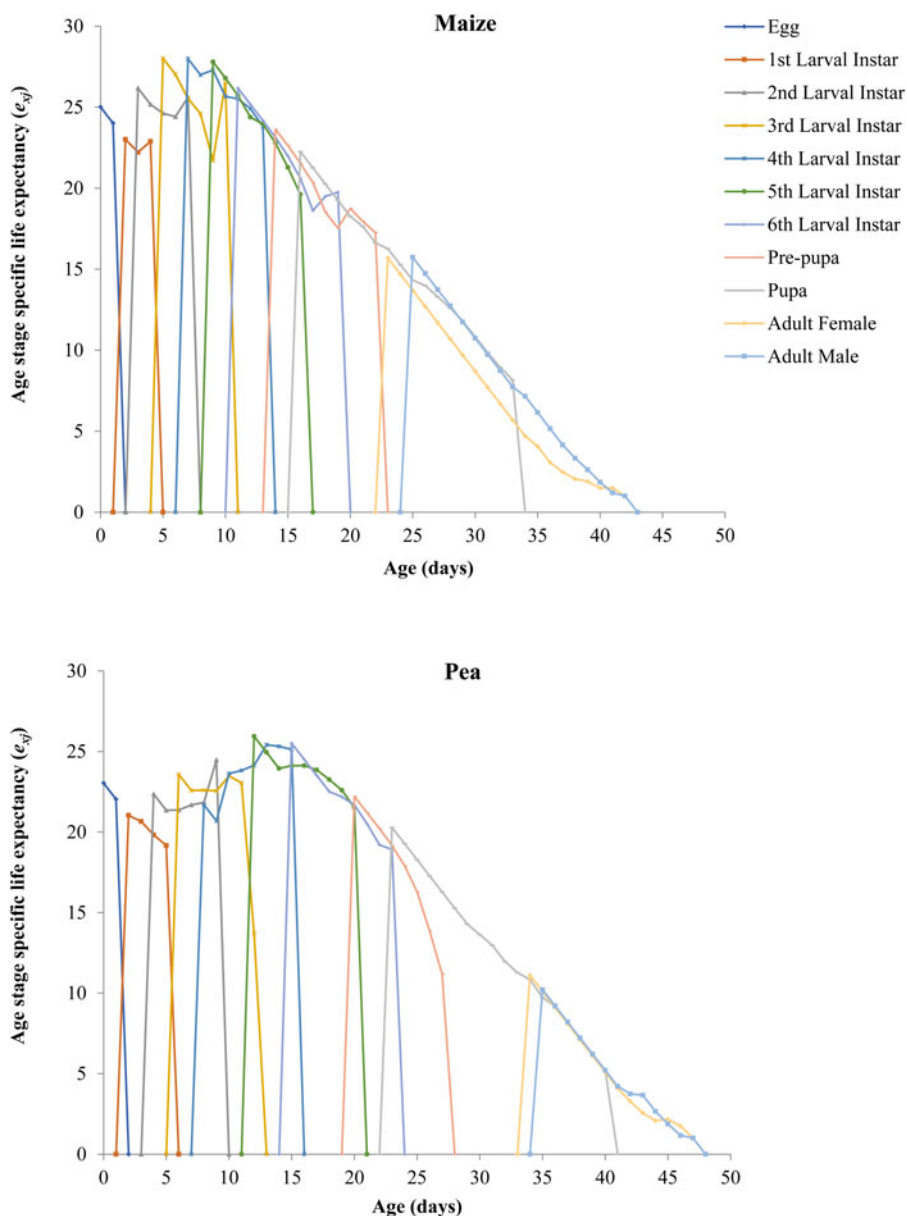 Maize
Age stage specific life expectancy (exj)
30
25
20
15
10
5
0
0 5 10 15 20 25 30 35 40 45 50
Age (days)
Egg
1st Larval Instar
2nd Larval Instar
3rd Larval Instar
4th Larval Instar
5th Larval Instar
6th Larval Instar
Pre-pupa
Pupa
Adult Female
Adult Male
Pea
Age stage specific life expectancy (exj)
30
25
20
15
10
5
0
0 5 10 15 20 25 30 35 40 45 50
Age (days)